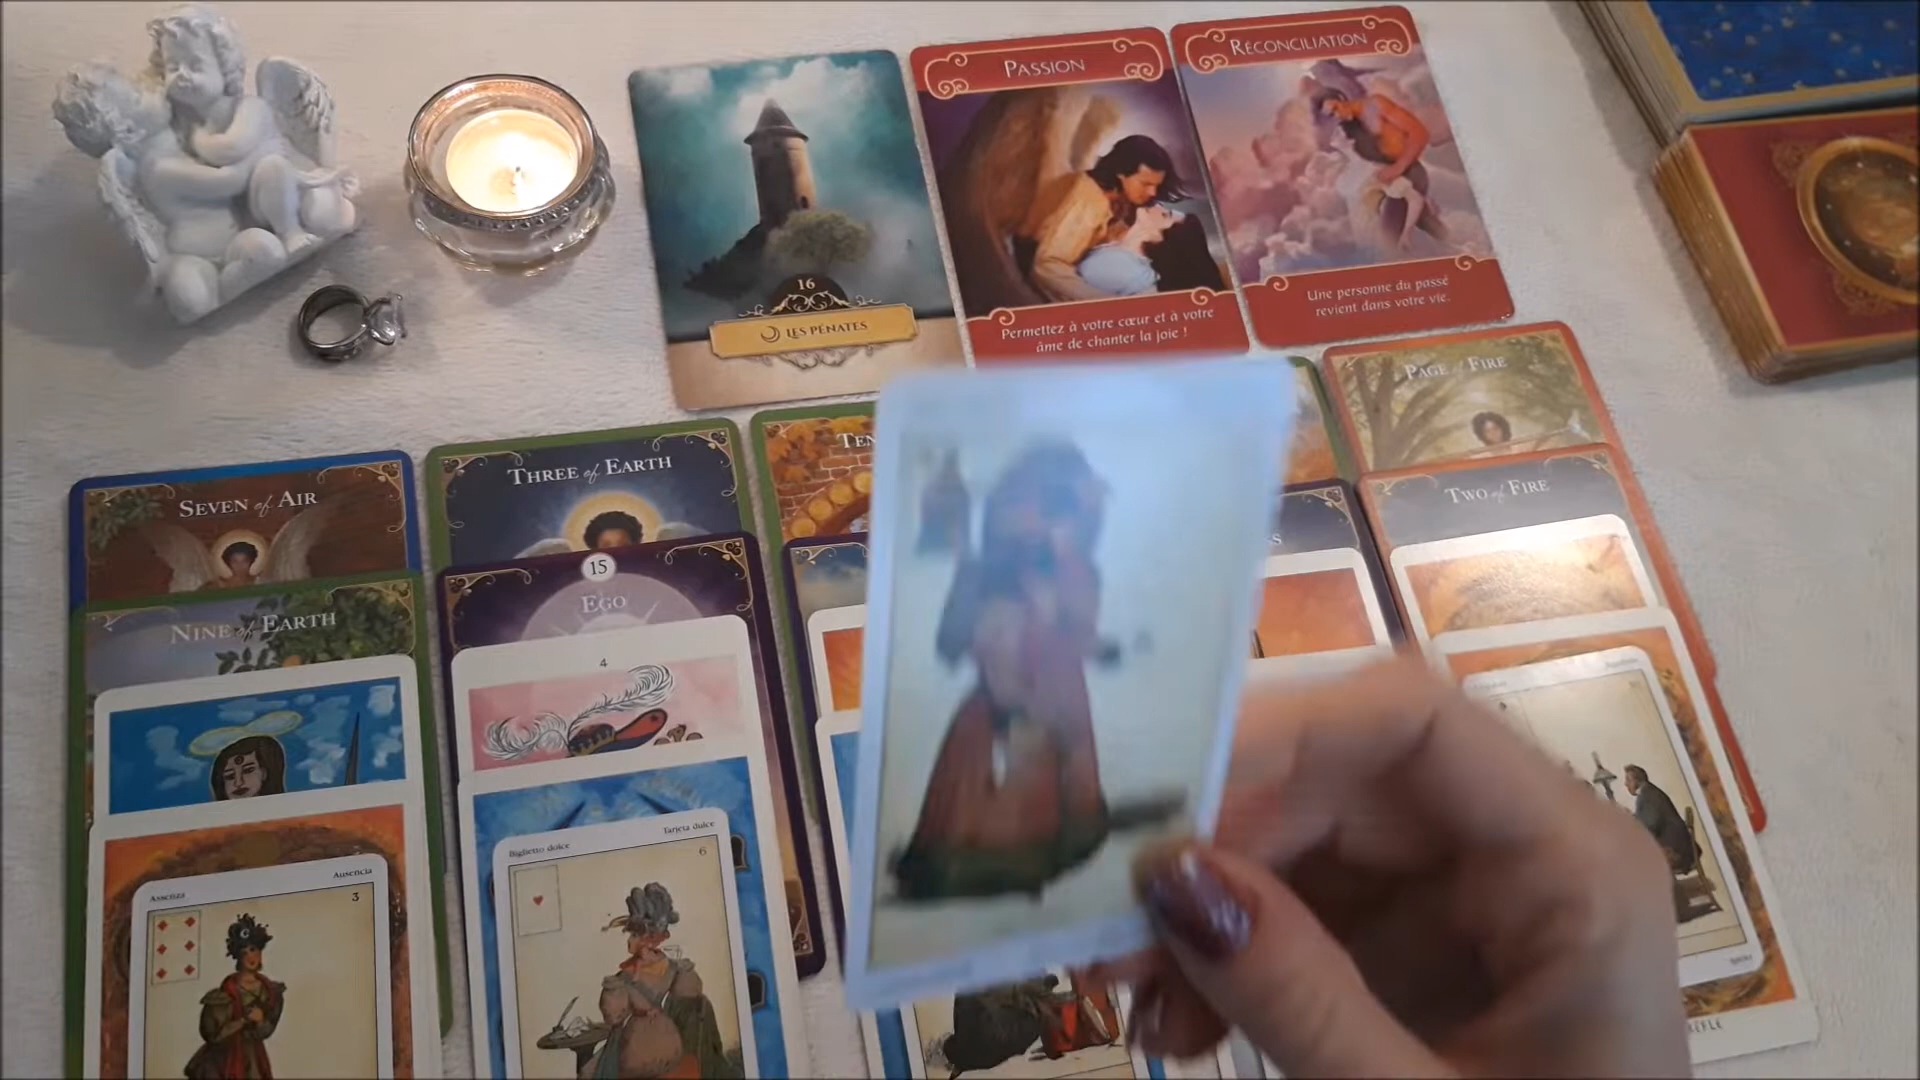 PASSION
RÉCONCILIATION
16
LES PÉNATES
Permettez à votre cœur et à votre
âme de chanter la joie !
Une personne du passé
revient dans votre vie.
SEVEN of AIR
THREE of EARTH
TEN
PAGE of FIRE
TWO of FIRE
NINE of EARTH
15
EGO
4
Assenza
Ausencia
3
Biglietto dolce
Tarjeta dulce
6